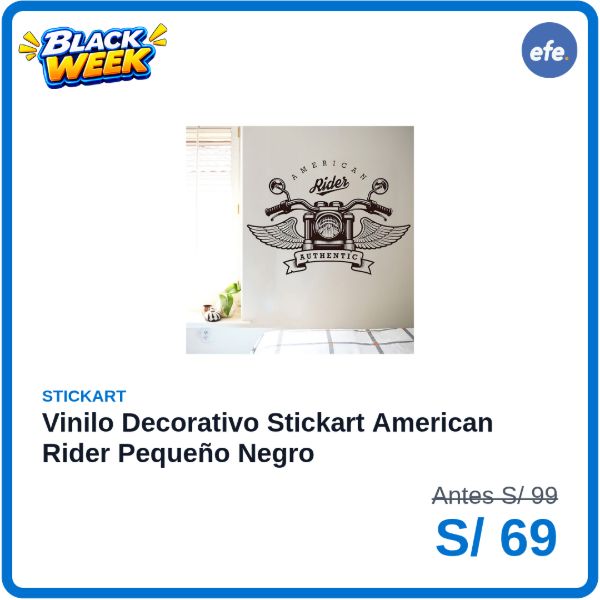 BLACK
WEEK
efe.
AMERICAN
Rider
AUTHENTIC
STICKART
Vinilo Decorativo Stickart American
Rider Pequeño Negro
Antes S/ 99
S/ 69